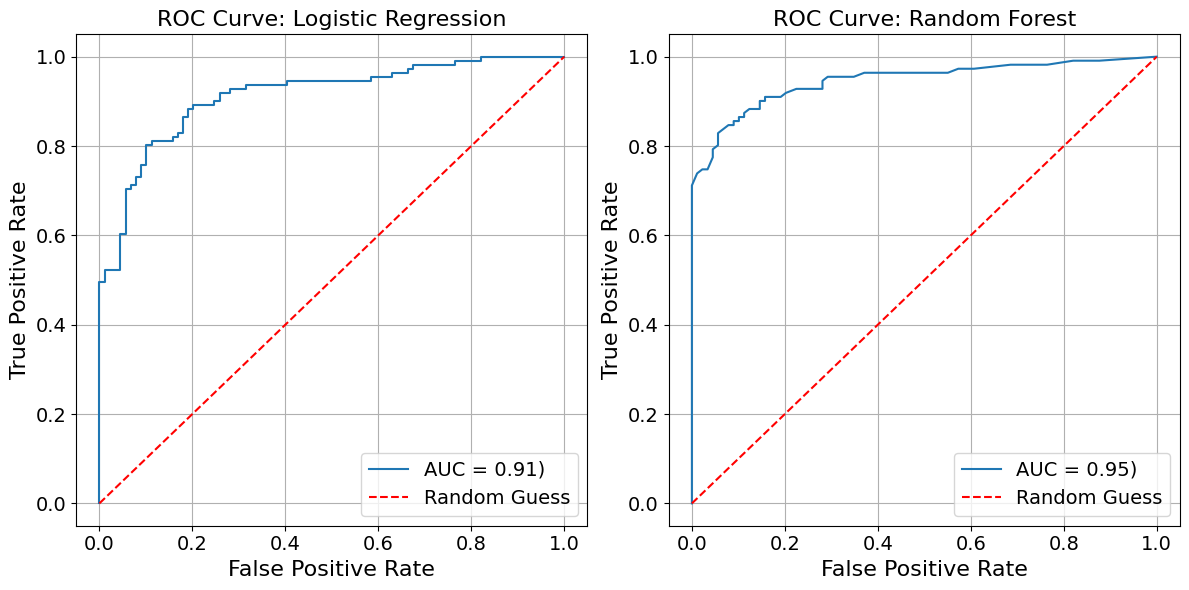 ROC Curve: Logistic Regression
True Positive Rate
1.0
0.8
0.6
0.4
0.2
0.0
AUC = 0.91)
Random Guess
0.0 0.2 0.4 0.6 0.8 1.0
False Positive Rate
ROC Curve: Random Forest
True Positive Rate
1.0
0.8
0.6
0.4
0.2
0.0
AUC = 0.95)
Random Guess
0.0 0.2 0.4 0.6 0.8 1.0
False Positive Rate